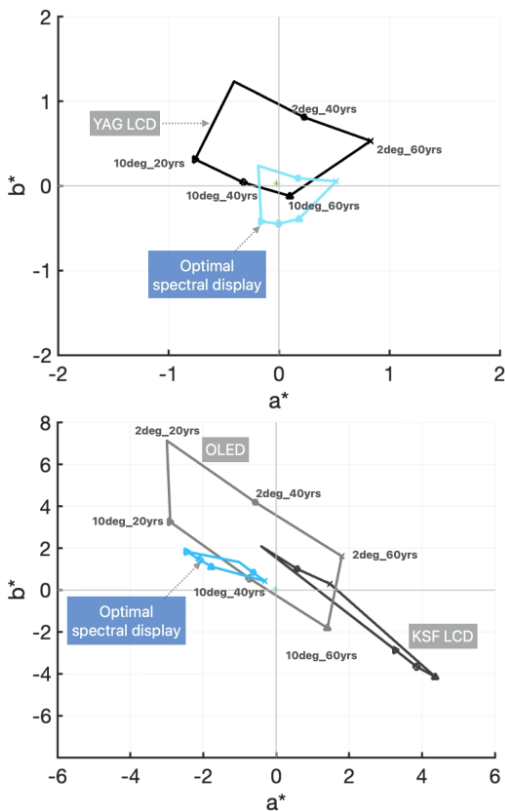 2
1
0
-1
-2
b*
YAG LCD
2deg_40yrs
2deg_60yrs
10deg_20yrs
10deg_40yrs
10deg_60yrs
Optimal
spectral display
-2
-1
0
1
2
a*
8
6
4
2
0
-2
-4
-6
b*
2deg_20yrs
OLED
2deg_40yrs
10deg_20yrs
2deg_60yrs
10deg_40yrs
Optimal
spectral display
KSF LCD
10deg_60yrs
-6
-4
-2
0
2
4
6
a*